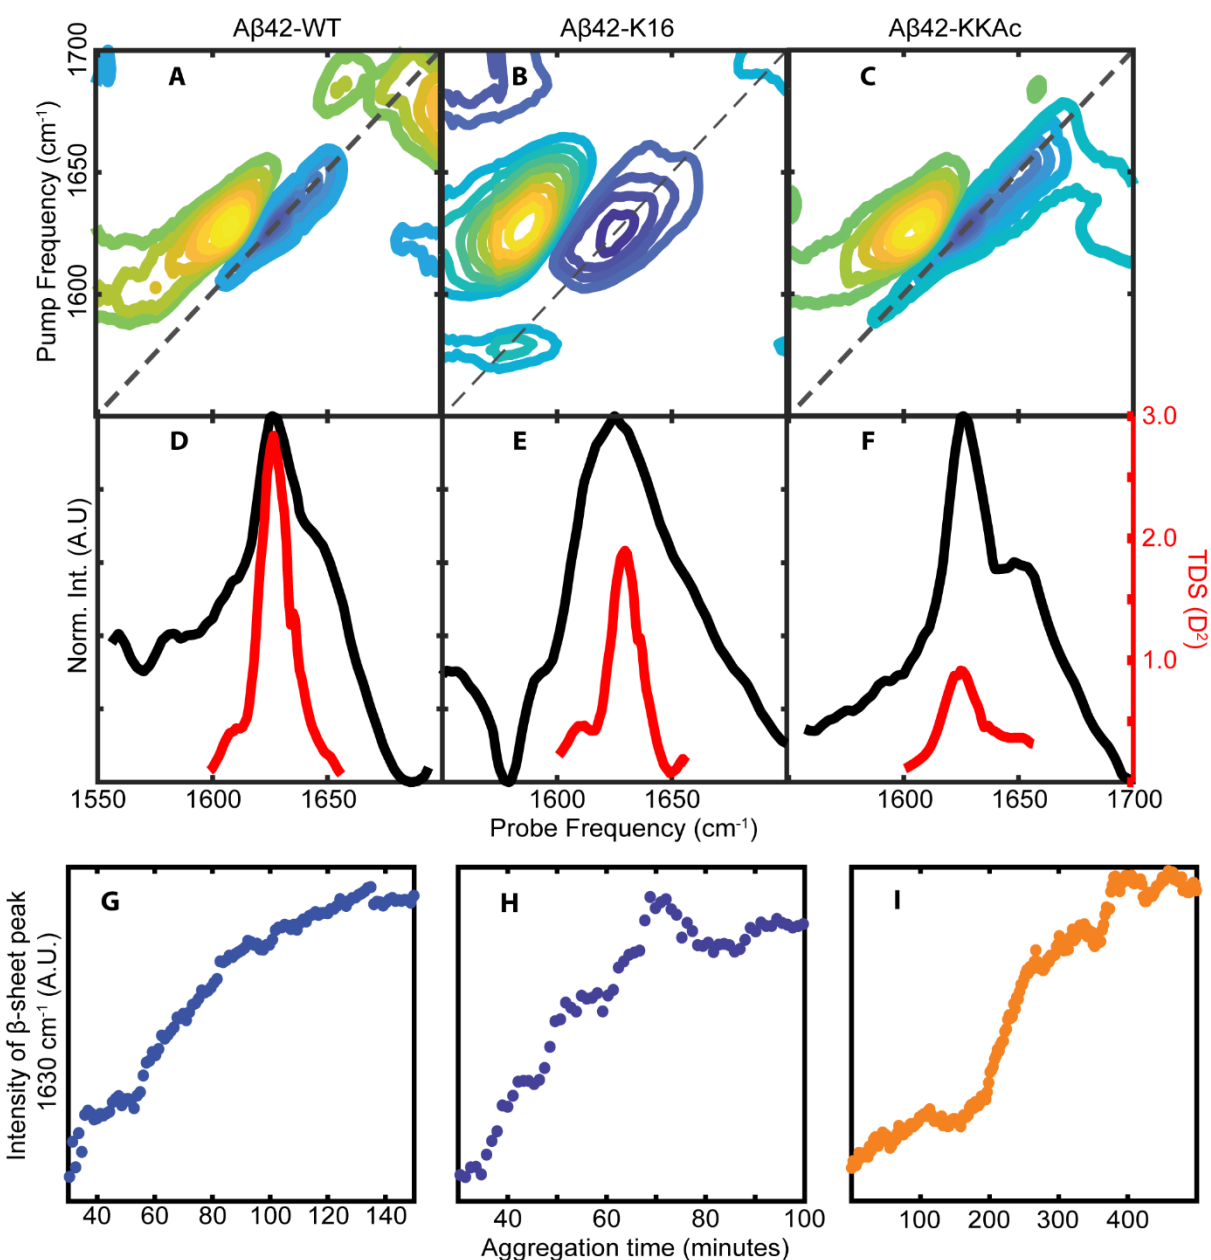 Aβ42-WT Aβ42-K16 Aβ42-KKAc
A B C
Pump Frequency (cm-1)
1700
1650
1600
D E F
Norm. Int. (A.U)
3.0
2.0
1.0
TDS (D2)
1550 1600 1650 1600 1650 1600 1650 1700
Probe Frequency (cm-1)
G H I
Intensity of β-sheet peak
1630 cm-1 (A.U.)
40 60 80 100 120 140 40 60 80 100 100 200 300 400
Aggregation time (minutes)